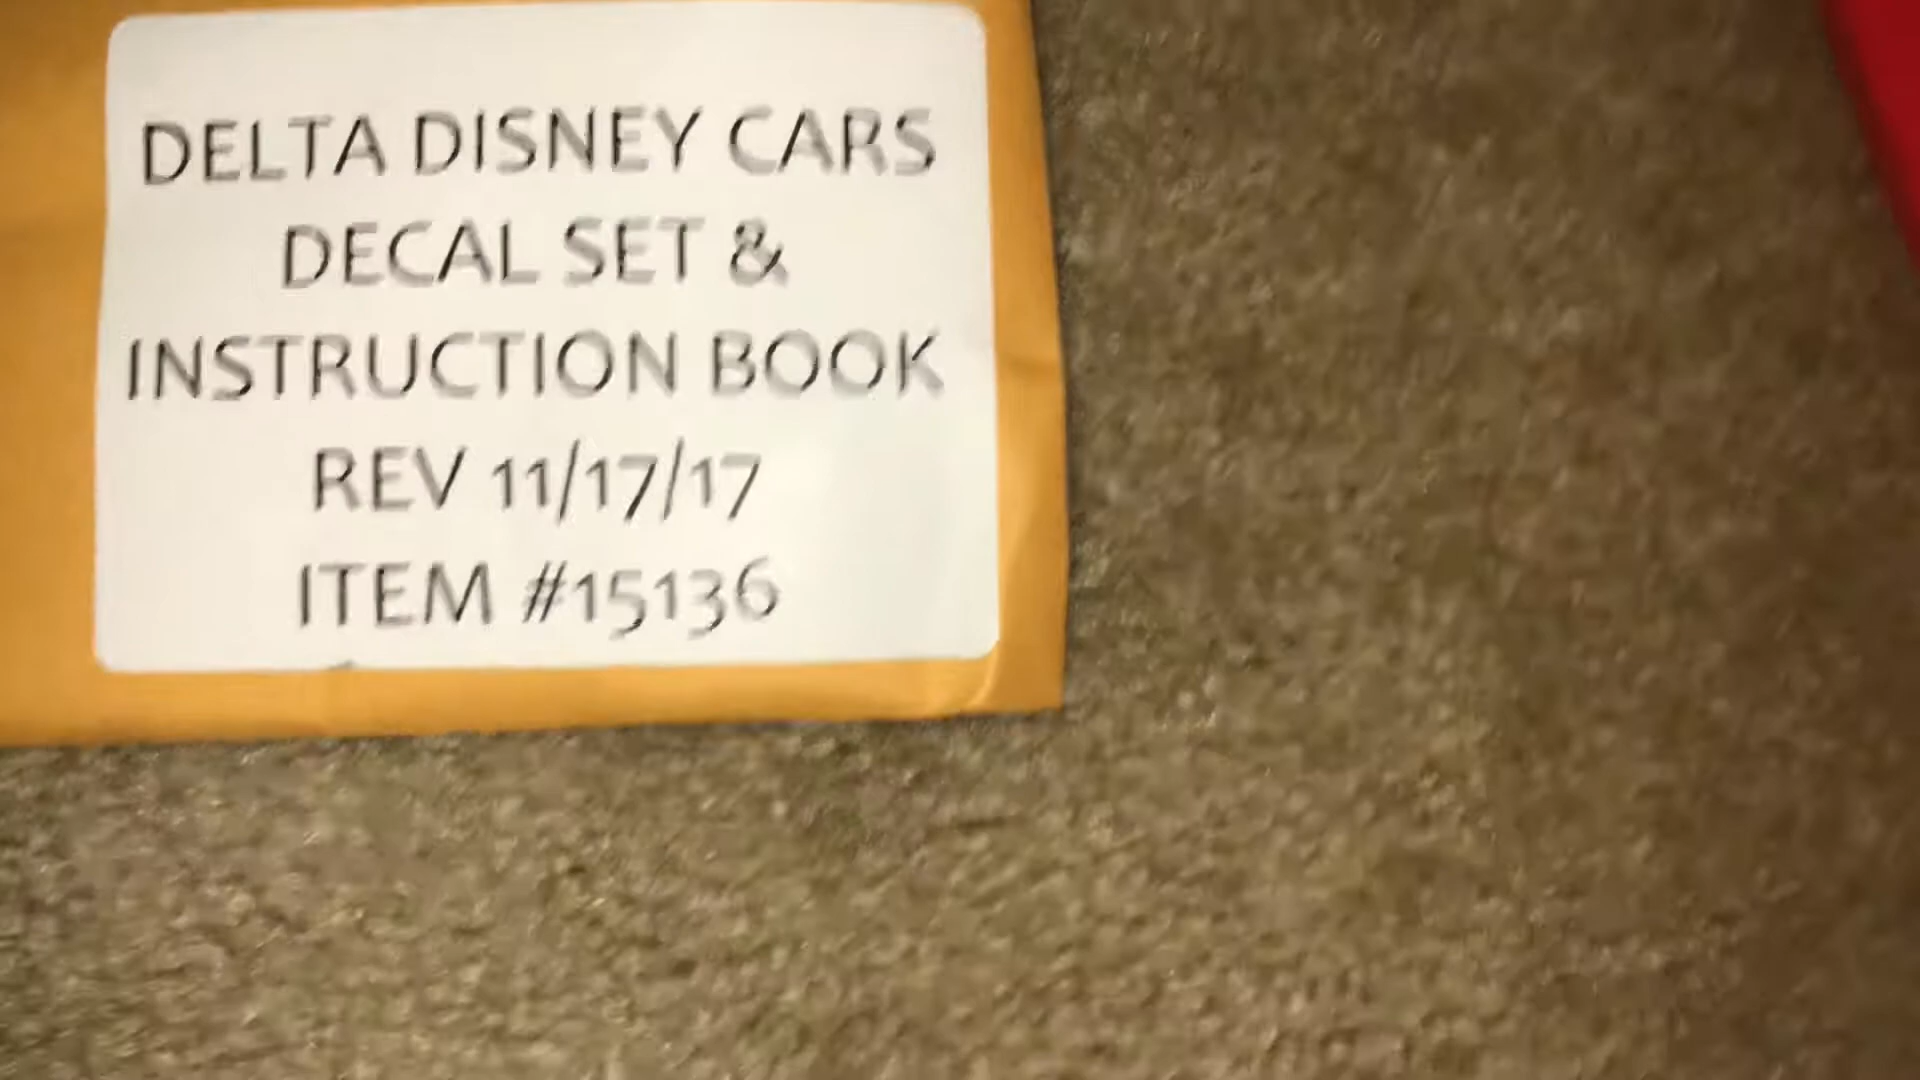 DELTA DISNEY CARS
DECAL SET &
INSTRUCTION BOOK
REV 11/17/17
ITEM #15136